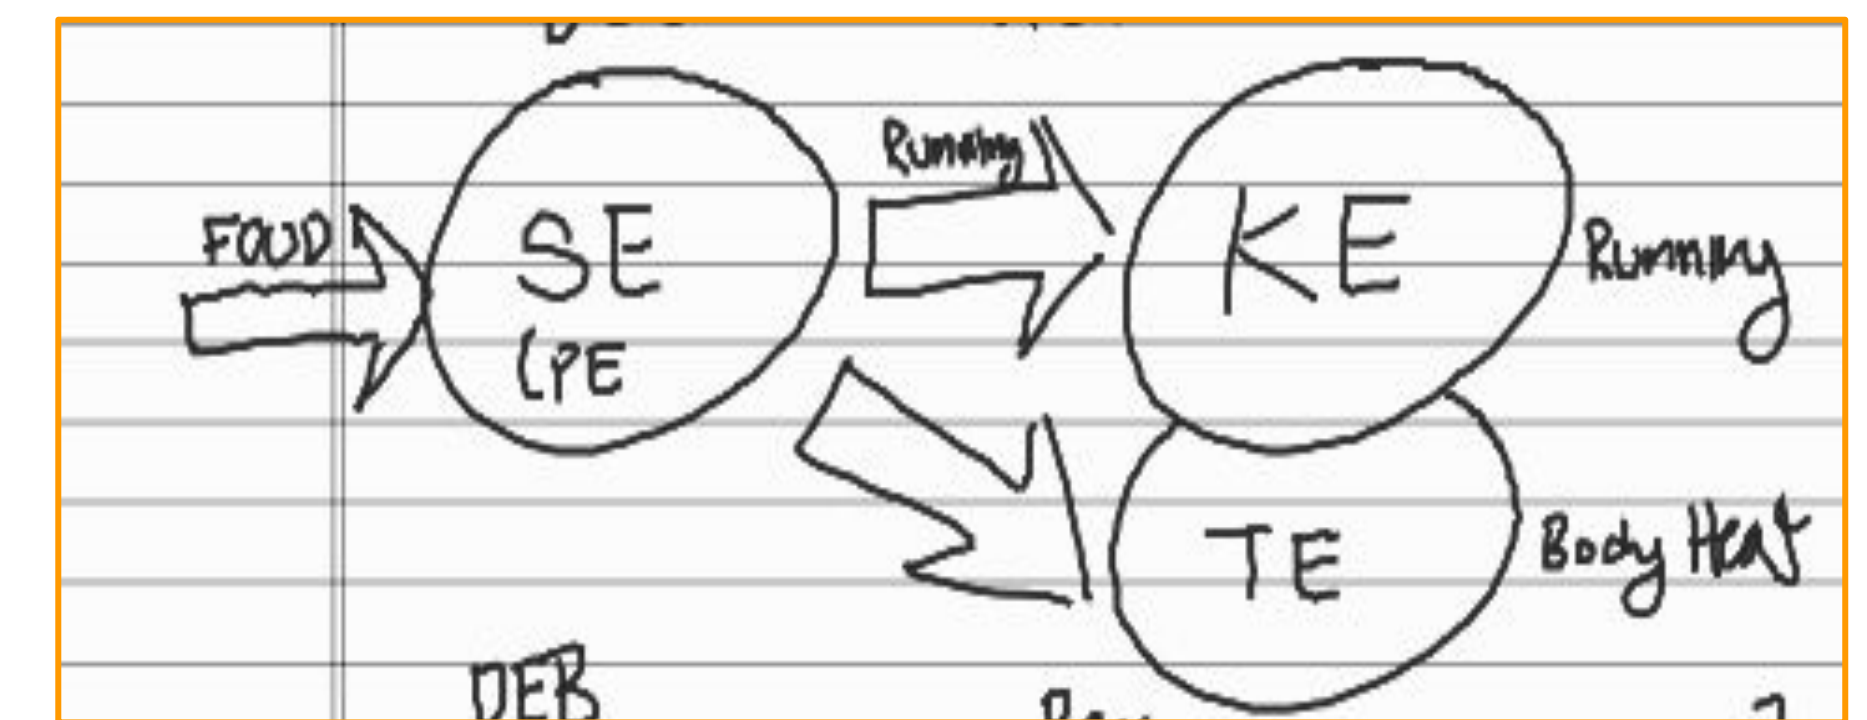 Running
FOOD
SE
KE
Running
(PE
TE
Body Heat
DEB